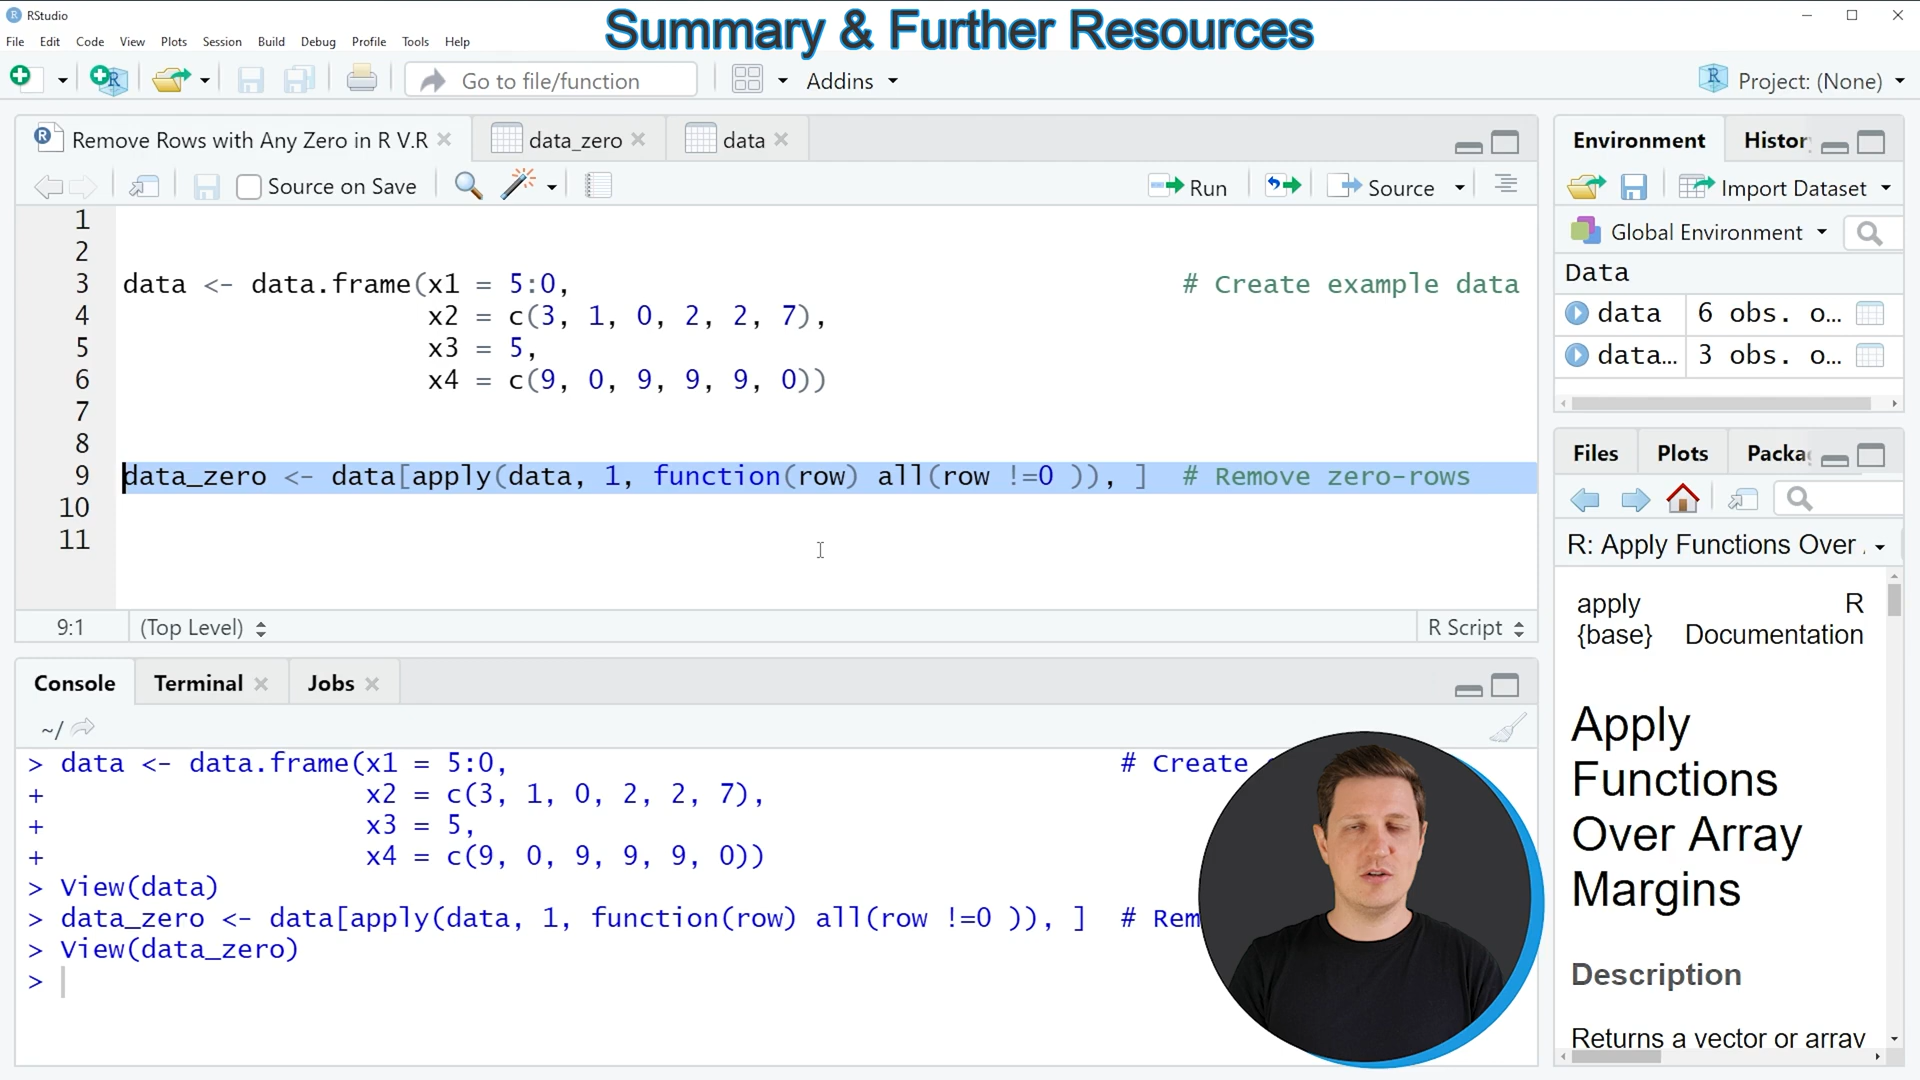 RStudio
Summary & Further Resources
File Edit Code View Plots Session Build Debug Profile Tools Help
Go to file/function
Addins
Project: (None)
Remove Rows with Any Zero in R V.R
data_zero
data
Source on Save
Run
Source
1
2
3 data <- data.frame(x1 = 5:0, # Create example data
4 x2 = c(3, 1, 0, 2, 2, 7),
5 x3 = 5,
6 x4 = c(9, 0, 9, 9, 9, 0))
7
8
9 data_zero <- data[apply(data, 1, function(row) all(row !=0 )), ] # Remove zero-rows
10
11
9:1 (Top Level) R Script
Console Terminal Jobs
~/
> data <- data.frame(x1 = 5:0, # Create
+ x2 = c(3, 1, 0, 2, 2, 7),
+ x3 = 5,
+ x4 = c(9, 0, 9, 9, 9, 0))
> View(data)
> data_zero <- data[apply(data, 1, function(row) all(row !=0 )), ] # Rem
> View(data_zero)
>
Environment Histor
Import Dataset
Global Environment
Data
data 6 obs. o…
data… 3 obs. o…
Files Plots Packa
R: Apply Functions Over
apply R
{base} Documentation
Apply
Functions
Over Array
Margins
Description
Returns a vector or array